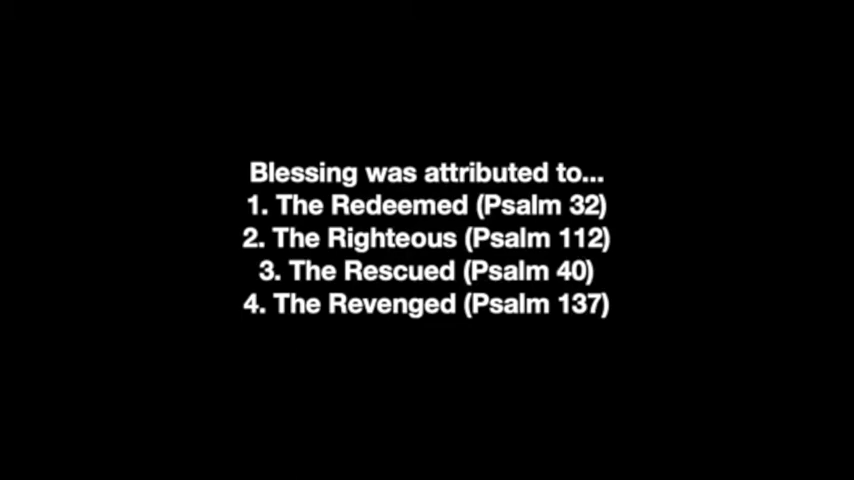 Blessing was attributed to...
1. The Redeemed (Psalm 32)
2. The Righteous (Psalm 112)
3. The Rescued (Psalm 40)
4. The Revenged (Psalm 137)